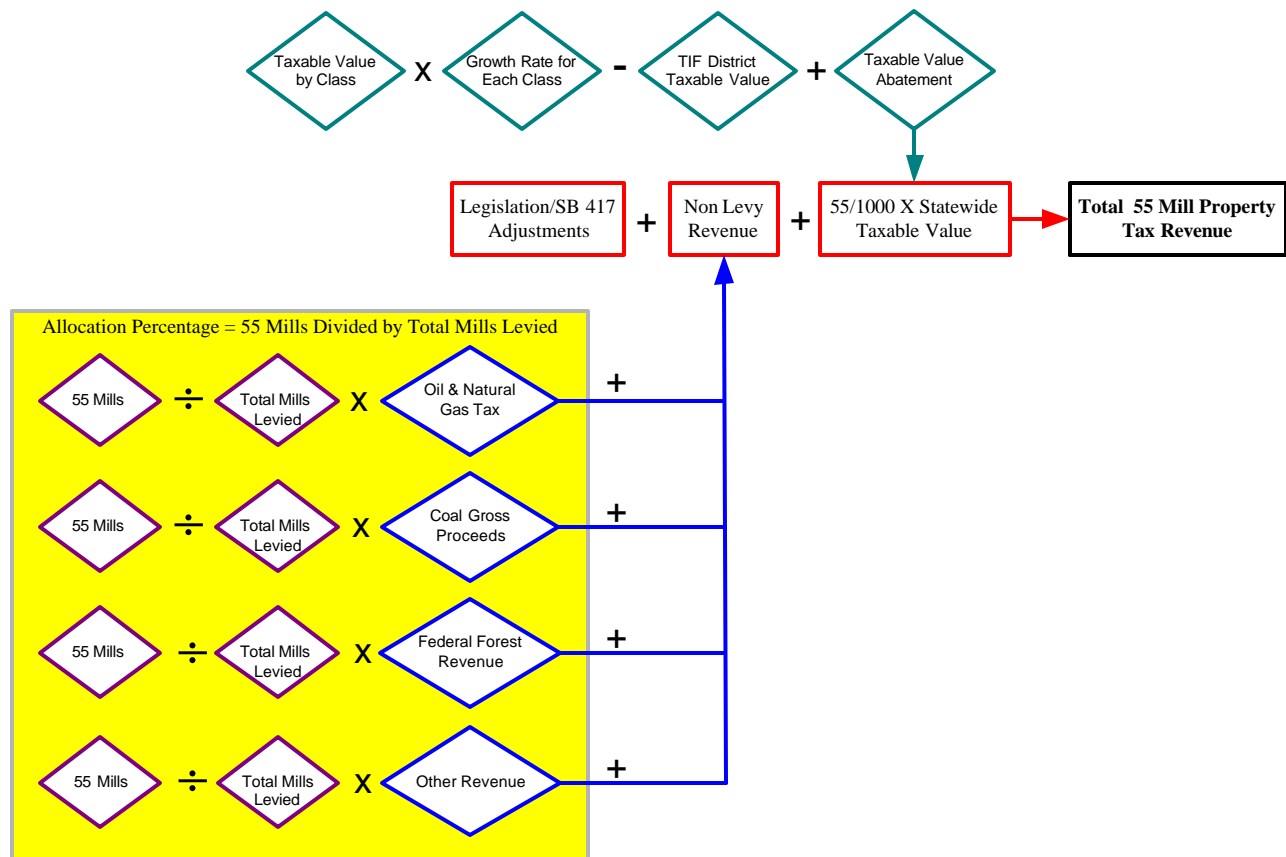 Taxable Value
by Class
x
Growth Rate for
Each Class
-
TIF District
Taxable Value
+
Taxable Value
Abatement
Legislation/SB 417
Adjustments
+
Non Levy
Revenue
+
55/1000 X Statewide
Taxable Value
Total 55 Mill Property
Tax Revenue
Allocation Percentage = 55 Mills Divided by Total Mills Levied
55 Mills
÷
Total Mills
Levied
x
Oil & Natural
Gas Tax
+
55 Mills
÷
Total Mills
Levied
x
Coal Gross
Proceeds
+
55 Mills
÷
Total Mills
Levied
x
Federal Forest
Revenue
+
55 Mills
÷
Total Mills
Levied
x
Other Revenue
+